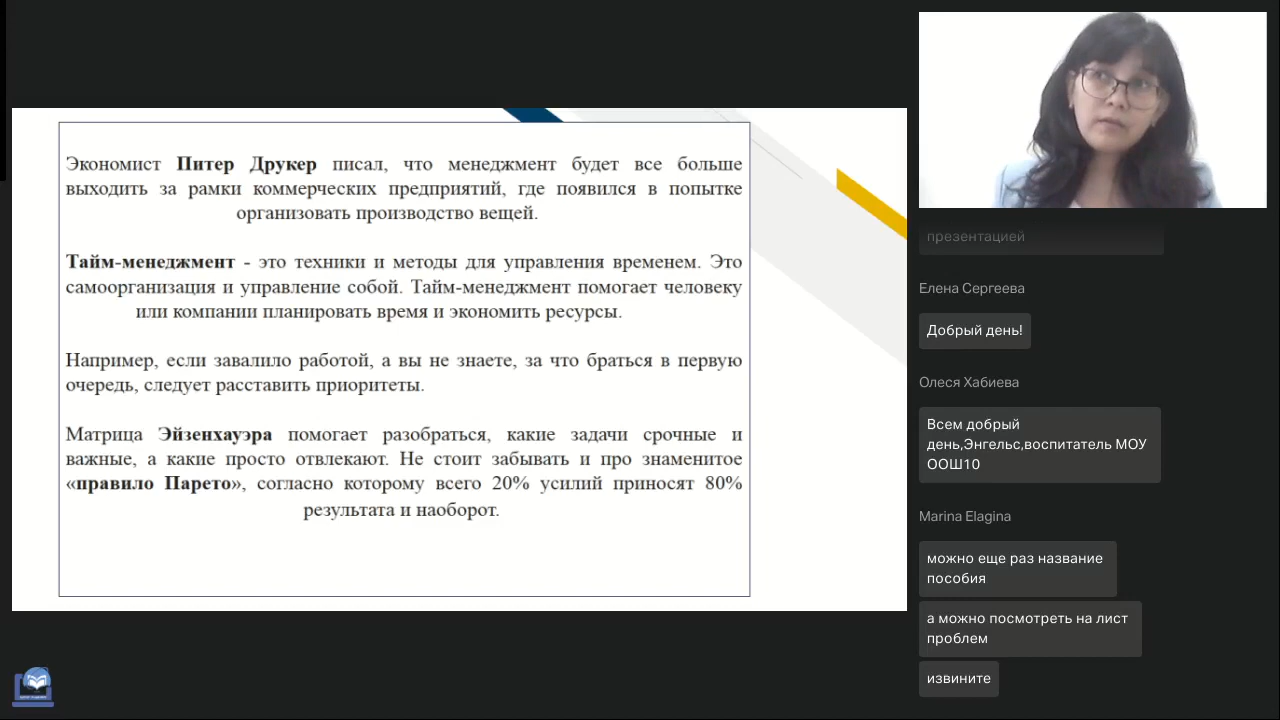 Экономист Питер Друкер писал, что менеджмент будет все больше
выходить за рамки коммерческих предприятий, где появился в попытке
организовать производство вещей.
Тайм-менеджмент - это техники и методы для управления временем. Это
самоорганизация и управление собой. Тайм-менеджмент помогает человеку
или компании планировать время и экономить ресурсы.
Например, если завалило работой, а вы не знаете, за что браться в первую
очередь, следует расставить приоритеты.
Матрица Эйзенхауэра помогает разобраться, какие задачи срочные и
важные, а какие просто отвлекают. Не стоит забывать и про знаменитое
«правило Парето», согласно которому всего 20% усилий приносят 80%
результата и наоборот.
презентацией
Елена Сергеева
Добрый день!
Олеся Хабиева
Всем добрый
день,Энгельс,воспитатель МОУ
ООШ10
Marina Elagina
можно еще раз название
пособия
а можно посмотреть на лист
проблем
извините